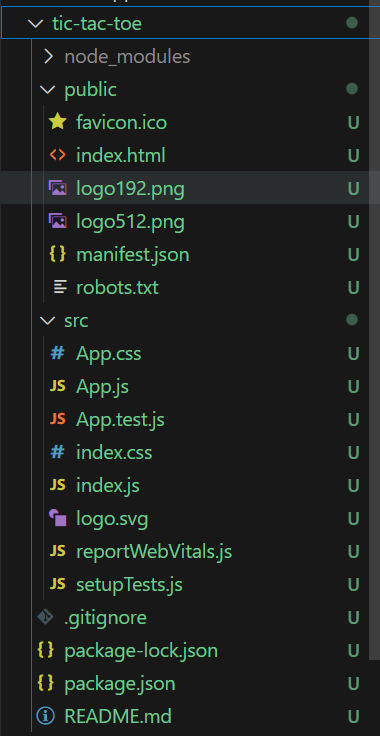 tic-tac-toe
node_modules
public
favicon.ico U
<> index.html U
logo192.png U
logo512.png U
{} manifest.json U
robots.txt U
src
# App.css U
JS App.js U
JS App.test.js U
# index.css U
JS index.js U
logo.svg U
JS reportWebVitals.js U
JS setupTests.js U
.gitignore U
{} package-lock.json U
{} package.json U
README.md U